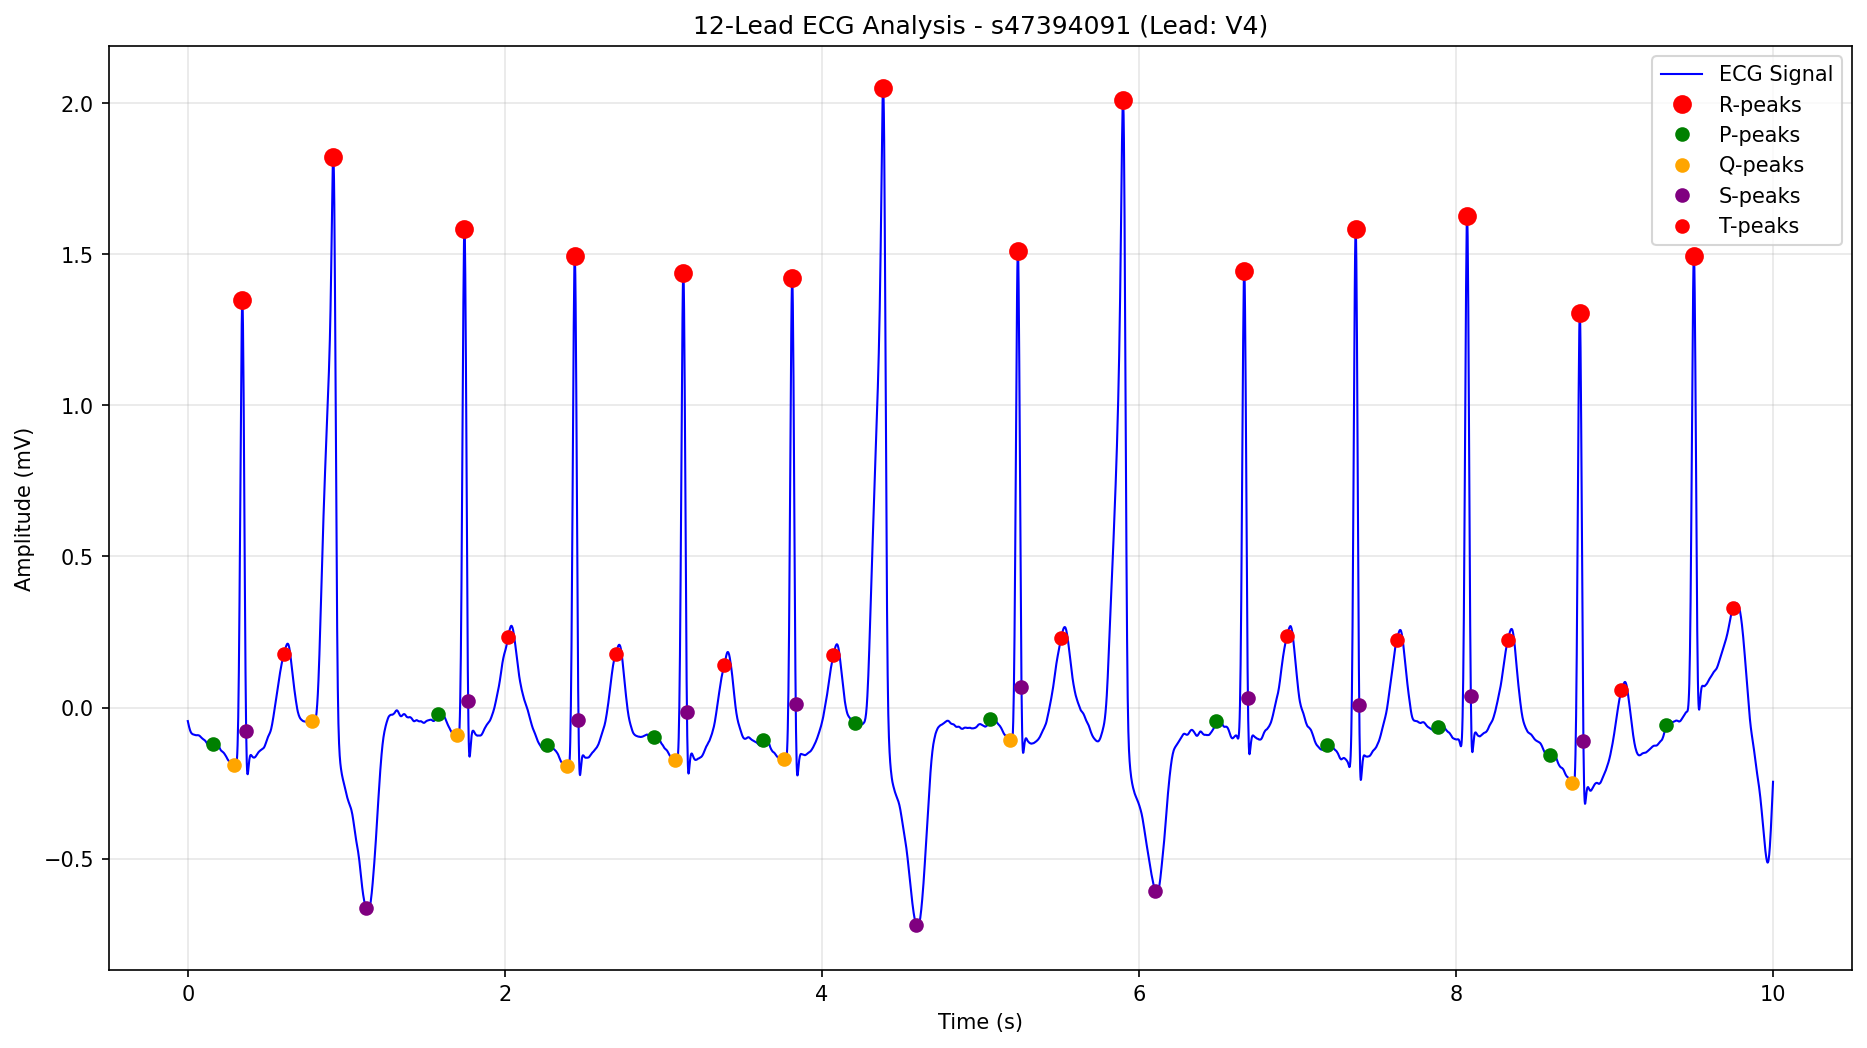 12-Lead ECG Analysis - s47394091 (Lead: V4)
ECG Signal
R-peaks
P-peaks
Q-peaks
S-peaks
T-peaks
Amplitude (mV)
2.0
1.5
1.0
0.5
0.0
−0.5
0 2 4 6 8 10
Time (s)